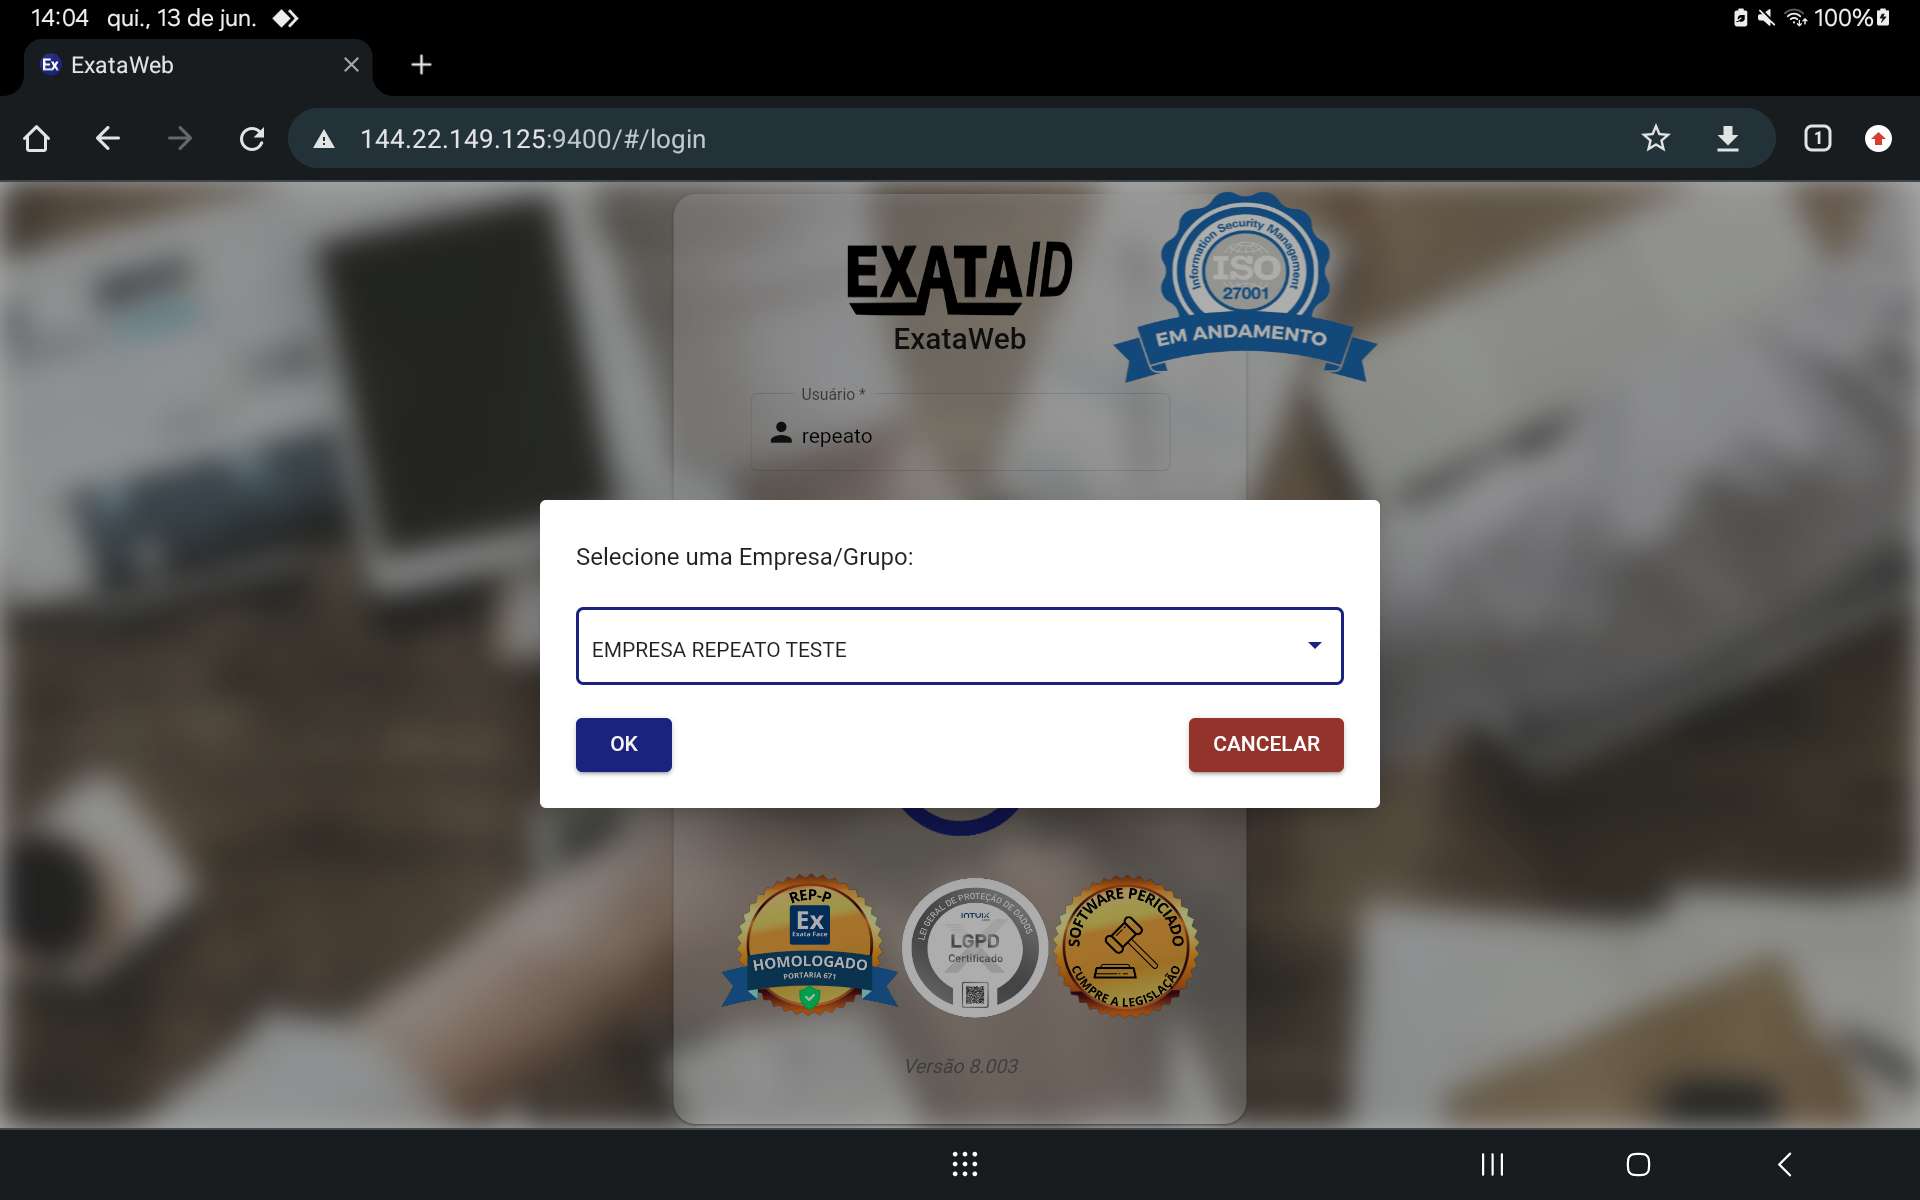 14:04 qui., 13 de jun.
100%
Ex ExataWeb
144.22.149.125:9400/#/login
1
EXATAID
ExataWeb
Information Security Management
ISO
27001
EM ANDAMENTO
Usuário *
repeato
Selecione uma Empresa/Grupo:
EMPRESA REPEATO TESTE
OK
CANCELAR
REP-P
Ex
Exata Face
HOMOLOGADO
PORTARIA 671
LEI GERAL DE PROTEÇÃO DE DADOS
INTUIX
LGPD
Certificado
SOFTWARE PERICIADO
CUMPRE A LEGISLAÇÃO
Versão 8.003